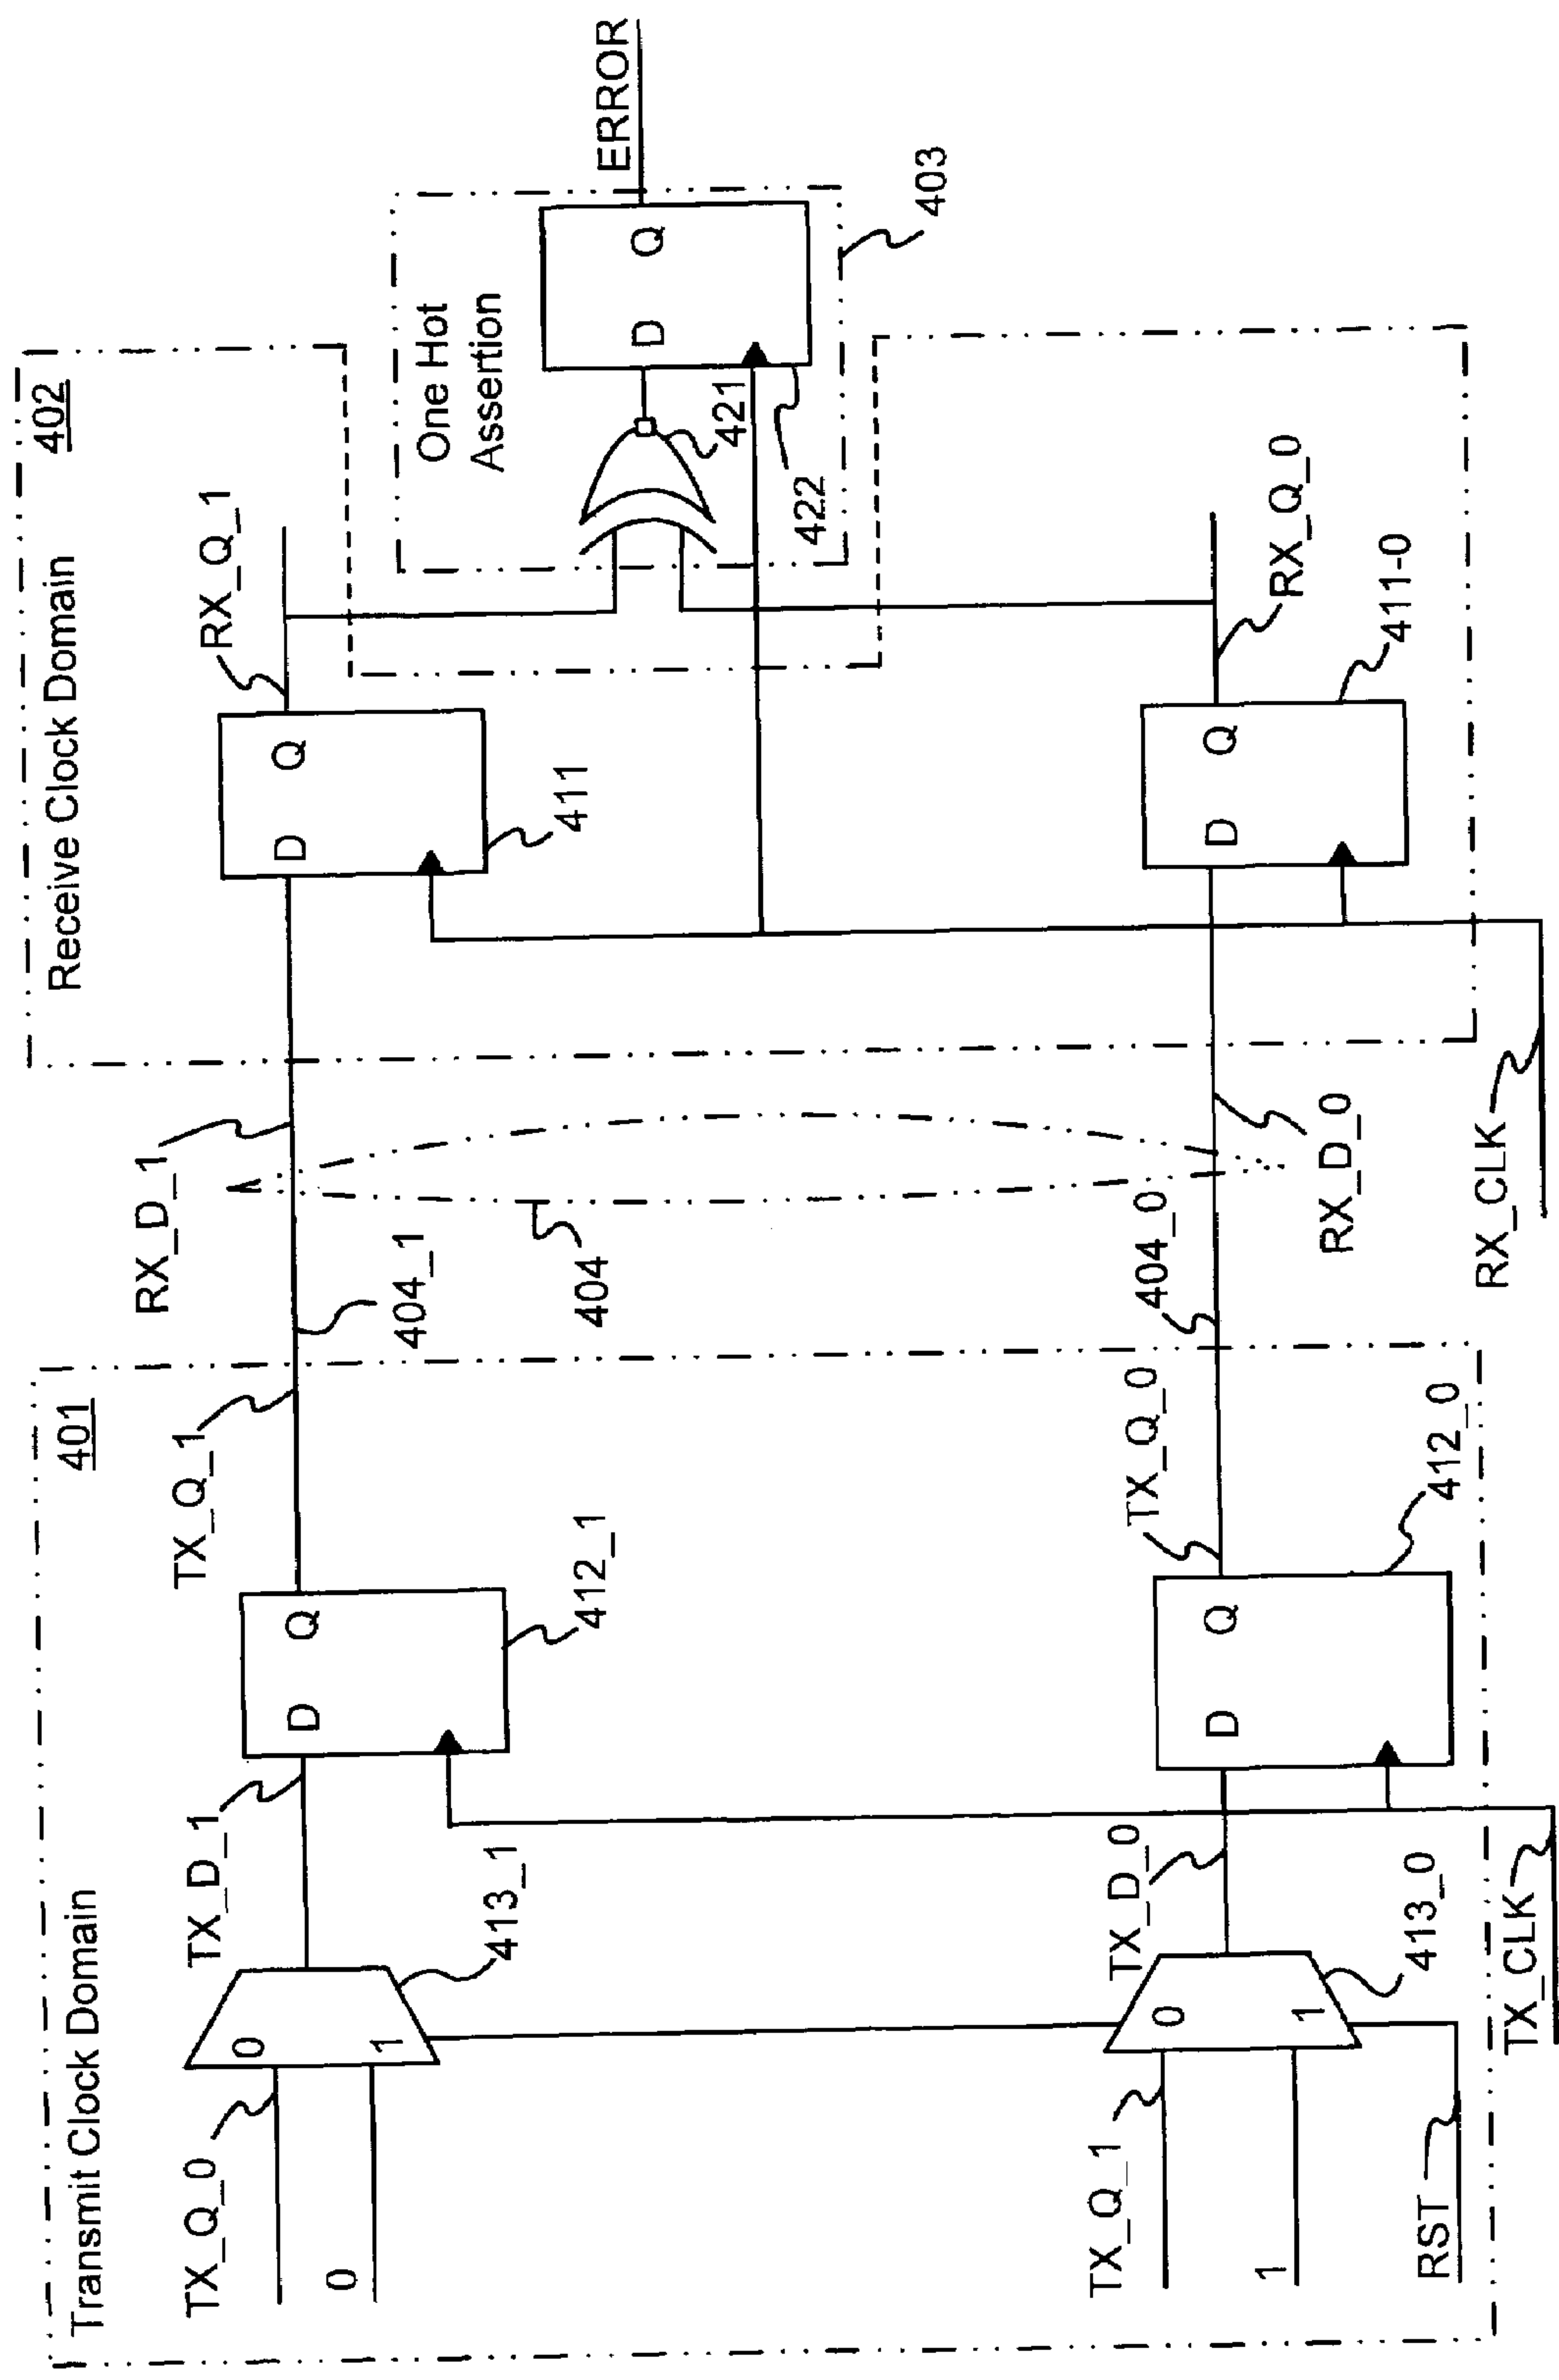 Transmit Clock Domain
401
TX_Q_0
0
0
1
413_1
TX_D_1
D Q
412_1
TX_Q_1
TX_Q_1
1
0
1
413_0
TX_D_0
D Q
412_0
TX_Q_0
RST
TX_CLK
404_1
RX_D_1
404
404_0
RX_D_0
RX_CLK
Receive Clock Domain
402
D Q
411
RX_Q_1
D Q
411-0
RX_Q_0
One Hot
Assertion
421
D Q
422
403
ERROR